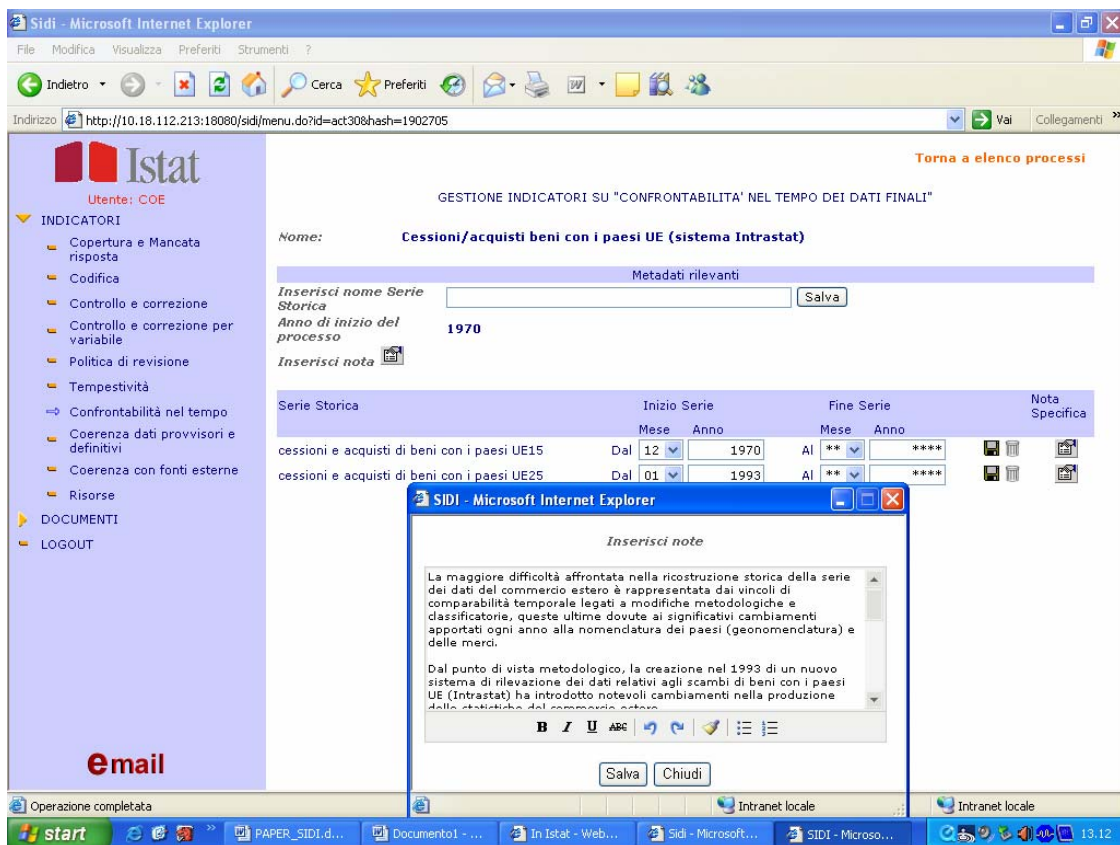 Sidi - Microsoft Internet Explorer
File Modifica Visualizza Preferiti Strumenti ?
Indietro Cerca Preferiti
Indirizzo http://10.18.112.213:18080/sidi/menu.do?id=act30&hash=1902705 Vai Collegamenti »
Istat
Utente: COE
INDICATORI
Copertura e Mancata
risposta
Codifica
Controllo e correzione
Controllo e correzione per
variabile
Politica di revisione
Tempestività
Confrontabilità nel tempo
Coerenza dati provvisori e
definitivi
Coerenza con fonti esterne
Risorse
DOCUMENTI
LOGOUT
email
Torna a elenco processi
GESTIONE INDICATORI SU "CONFRONTABILITA' NEL TEMPO DEI DATI FINALI"
Nome: Cessioni/acquisti beni con i paesi UE (sistema Intrastat)
Metadati rilevanti
Inserisci nome Serie
Storica
Salva
Anno di inizio del
processo
1970
Inserisci nota
Serie Storica Inizio Serie Fine Serie Nota
Specifica
Mese Anno Mese Anno
cessioni e acquisti di beni con i paesi UE15 Dal 12 1970 Al ** ****
cessioni e acquisti di beni con i paesi UE25 Dal 01 1993 Al ** ****
SIDI - Microsoft Internet Explorer
Inserisci note
La maggiore difficoltà affrontata nella ricostruzione storica della serie
dei dati del commercio estero è rappresentata dai vincoli di
comparabilità temporale legati a modifiche metodologiche e
classificatorie, queste ultime dovute ai significativi cambiamenti
apportati ogni anno alla nomenclatura dei paesi (geonomenclatura) e
delle merci.
Dal punto di vista metodologico, la creazione nel 1993 di un nuovo
sistema di rilevazione dei dati relativi agli scambi di beni con i paesi
UE (Intrastat) ha introdotto notevoli cambiamenti nella produzione
delle statistiche del commercio estero
B I U ABC
Salva Chiudi
Intranet locale
Operazione completata
Intranet locale
start » PAPER_SIDI.d... Documento1 - ... In Istat - Web... Sidi - Microsoft... SIDI - Microso... 13.12